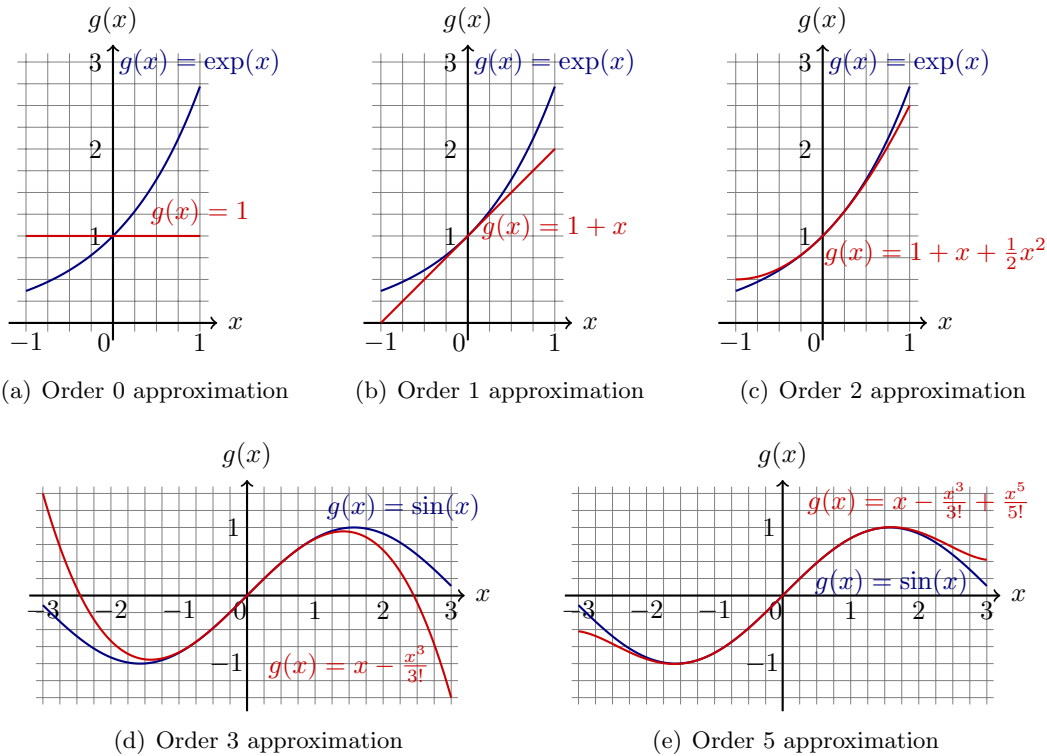 g(x)
3
g(x) = exp(x)
2
g(x) = 1
1
−1 0 1 x
(a) Order 0 approximation
g(x)
3
g(x) = exp(x)
2
1
g(x) = 1 + x
−1 0 1 x
(b) Order 1 approximation
g(x)
3
g(x) = exp(x)
2
1
g(x) = 1 + x + ½x²
−1 0 1 x
(c) Order 2 approximation
g(x)
g(x) = sin(x)
1
−3 −2 −1 0 1 2 3 x
−1
g(x) = x − x³/3!
(d) Order 3 approximation
g(x)
g(x) = x − x³/3! + x⁵/5!
1
g(x) = sin(x)
−3 −2 −1 0 1 2 3 x
−1
(e) Order 5 approximation